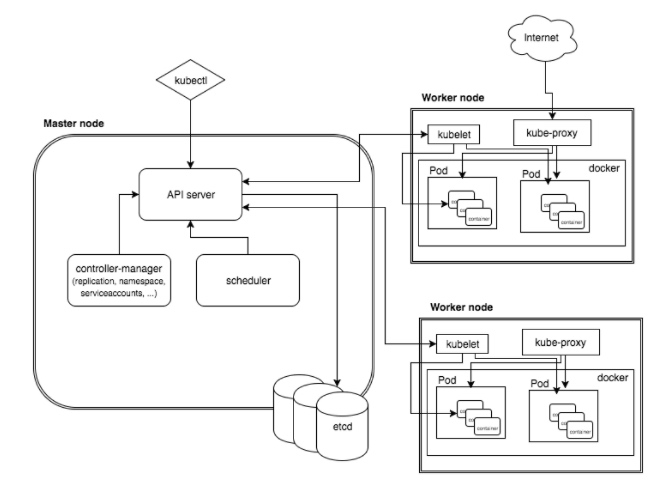 Internet
kubectl
Master node
API server
controller-manager
(replication, namespace,
serviceaccounts, ...)
scheduler
etcd
Worker node
kubelet
kube-proxy
docker
Pod
Pod
container
container
Worker node
kubelet
kube-proxy
docker
Pod
Pod
container
container